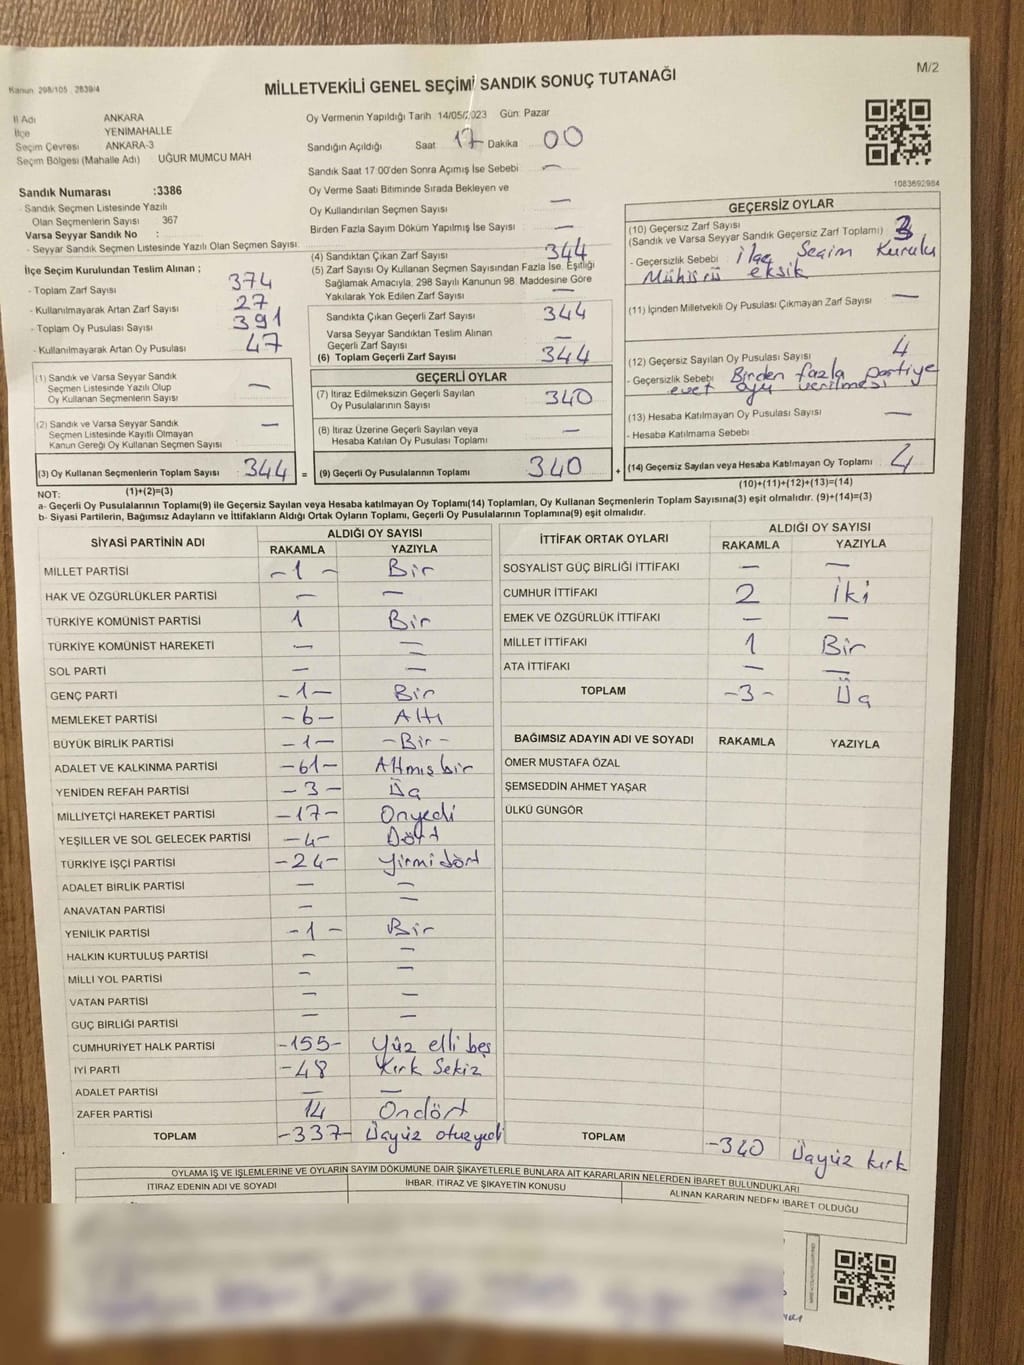 Kanun 298/105 2839/4
MİLLETVEKİLİ GENEL SEÇİMİ SANDIK SONUÇ TUTANAĞI
M/2
İl Adı ANKARA
İlçe YENİMAHALLE
Seçim Çevresi ANKARA-3
Seçim Bölgesi (Mahalle Adı) UĞUR MUMCU MAH
Sandık Numarası :3386
- Sandık Seçmen Listesinde Yazılı
Olan Seçmenlerin Sayısı 367
Varsa Seyyar Sandık No :
- Seyyar Sandık Seçmen Listesinde Yazılı Olan Seçmen Sayısı.
İlçe Seçim Kurulundan Teslim Alınan ;
- Toplam Zarf Sayısı 374
- Kullanılmayarak Artan Zarf Sayısı 27
- Toplam Oy Pusulası Sayısı 391
- Kullanılmayarak Artan Oy Pusulası 47
Oy Vermenin Yapıldığı Tarih 14/05/2023 Gün: Pazar
Sandığın Açıldığı Saat 17 Dakika 00
Sandık Saat 17.00'den Sonra Açımış İse Sebebi —
Oy Verme Saati Bitiminde Sırada Bekleyen ve
Oy Kullandırılan Seçmen Sayısı —
Birden Fazla Sayım Döküm Yapılmış İse Sayısı —
(4) Sandıktan Çıkan Zarf Sayısı 344
(5) Zarf Sayısı Oy Kullanan Seçmen Sayısından Fazla İse, Eşitliği
Sağlamak Amacıyla, 298 Sayılı Kanunun 98. Maddesine Göre
Yakılarak Yok Edilen Zarf Sayısı —
Sandıkta Çıkan Geçerli Zarf Sayısı 344
Varsa Seyyar Sandıktan Teslim Alınan
Geçerli Zarf Sayısı —
(6) Toplam Geçerli Zarf Sayısı 344
1083692984
GEÇERSİZ OYLAR
(10) Geçersiz Zarf Sayısı
(Sandık ve Varsa Seyyar Sandık Geçersiz Zarf Toplamı) 3
- Geçersizlik Sebebi İlçe Seçim Kurulu
Mühürü eksik
(11) İçinden Milletvekili Oy Pusulası Çıkmayan Zarf Sayısı —
(12) Geçersiz Sayılan Oy Pusulası Sayısı 4
- Geçersizlik Sebebi Birden fazla partiye
evet oyu verilmesi
(13) Hesaba Katılmayan Oy Pusulası Sayısı —
- Hesaba Katılmama Sebebi
(14) Geçersiz Sayılan veya Hesaba Katılmayan Oy Toplamı 4
(10)+(11)+(12)+(13)=(14)
(1) Sandık ve Varsa Seyyar Sandık
Seçmen Listesinde Yazılı Olup
Oy Kullanan Seçmenlerin Sayısı —
(2) Sandık ve Varsa Seyyar Sandık
Seçmen Listesinde Kayıtlı Olmayan
Kanun Gereği Oy Kullanan Seçmen Sayısı —
(3) Oy Kullanan Seçmenlerin Toplam Sayısı 344 =
(1)+(2)=(3)
GEÇERLİ OYLAR
(7) İtiraz Edilmeksizin Geçerli Sayılan
Oy Pusulalarının Sayısı 340
(8) İtiraz Üzerine Geçerli Sayılan veya
Hesaba Katılan Oy Pusulası Toplamı —
(9) Geçerli Oy Pusulalarının Toplamı 340 +
NOT:
a- Geçerli Oy Pusulalarının Toplamı(9) ile Geçersiz Sayılan veya Hesaba katılmayan Oy Toplamı(14) Toplamları, Oy Kullanan Seçmenlerin Toplam Sayısına(3) eşit olmalıdır. (9)+(14)=(3)
b- Siyasi Partilerin, Bağımsız Adayların ve İttifakların Aldığı Ortak Oyların Toplamı, Geçerli Oy Pusulalarının Toplamına(9) eşit olmalıdır.
SİYASİ PARTİNİN ADI ALDIĞI OY SAYISI
RAKAMLA YAZIYLA
MİLLET PARTİSİ -1- Bir
HAK VE ÖZGÜRLÜKLER PARTİSİ — —
TÜRKİYE KOMÜNİST PARTİSİ 1 Bir
TÜRKİYE KOMÜNİST HAREKETİ — —
SOL PARTİ — —
GENÇ PARTİ -1- Bir
MEMLEKET PARTİSİ -6- Altı
BÜYÜK BİRLİK PARTİSİ -1- -Bir-
ADALET VE KALKINMA PARTİSİ -61- Altmış bir
YENİDEN REFAH PARTİSİ -3- Üç
MİLLİYETÇİ HAREKET PARTİSİ -17- Onyedi
YEŞİLLER VE SOL GELECEK PARTİSİ -4- Dört
TÜRKİYE İŞÇİ PARTİSİ -24- Yirmi dört
ADALET BİRLİK PARTİSİ — —
ANAVATAN PARTİSİ — —
YENİLİK PARTİSİ -1- Bir
HALKIN KURTULUŞ PARTİSİ — —
MİLLİ YOL PARTİSİ — —
VATAN PARTİSİ — —
GÜÇ BİRLİĞİ PARTİSİ — —
CUMHURİYET HALK PARTİSİ -155- Yüz elli beş
İYİ PARTİ -48 Kırk Sekiz
ADALET PARTİSİ — —
ZAFER PARTİSİ 14 Ondört
TOPLAM -337- Üçyüz otuzyedi
İTTİFAK ORTAK OYLARI ALDIĞI OY SAYISI
RAKAMLA YAZIYLA
SOSYALİST GÜÇ BİRLİĞİ İTTİFAKI — —
CUMHUR İTTİFAKI 2 İki
EMEK VE ÖZGÜRLÜK İTTİFAKI — —
MİLLET İTTİFAKI 1 Bir
ATA İTTİFAKI — —
TOPLAM -3- Üç
BAĞIMSIZ ADAYIN ADI VE SOYADI RAKAMLA YAZIYLA
ÖMER MUSTAFA ÖZAL
ŞEMSEDDİN AHMET YAŞAR
ÜLKÜ GÜNGÖR
TOPLAM -340 Üçyüz kırk
OYLAMA İŞ VE İŞLEMLERİNE VE OYLARIN SAYIM DÖKÜMÜNE DAİR ŞİKAYETLERLE BUNLARA AİT KARARLARIN NELERDEN İBARET BULUNDUKLARI
İTİRAZ EDENİN ADI VE SOYADI İHBAR, İTİRAZ VE ŞİKAYETİN KONUSU ALINAN KARARIN NEDEN İBARET OLDUĞU